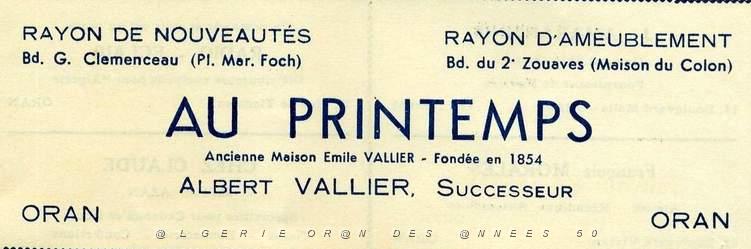 RAYON DE NOUVEAUTÉS
Bd. G. Clemenceau (Pl. Mar. Foch)
RAYON D'AMEUBLEMENT
Bd. du 2e Zouaves (Maison du Colon)
AU PRINTEMPS
Ancienne Maison Emile VALLIER - Fondée en 1854
ALBERT VALLIER, SUCCESSEUR
ORAN
ORAN
@LGERIE OR@N DES @NNEES 50